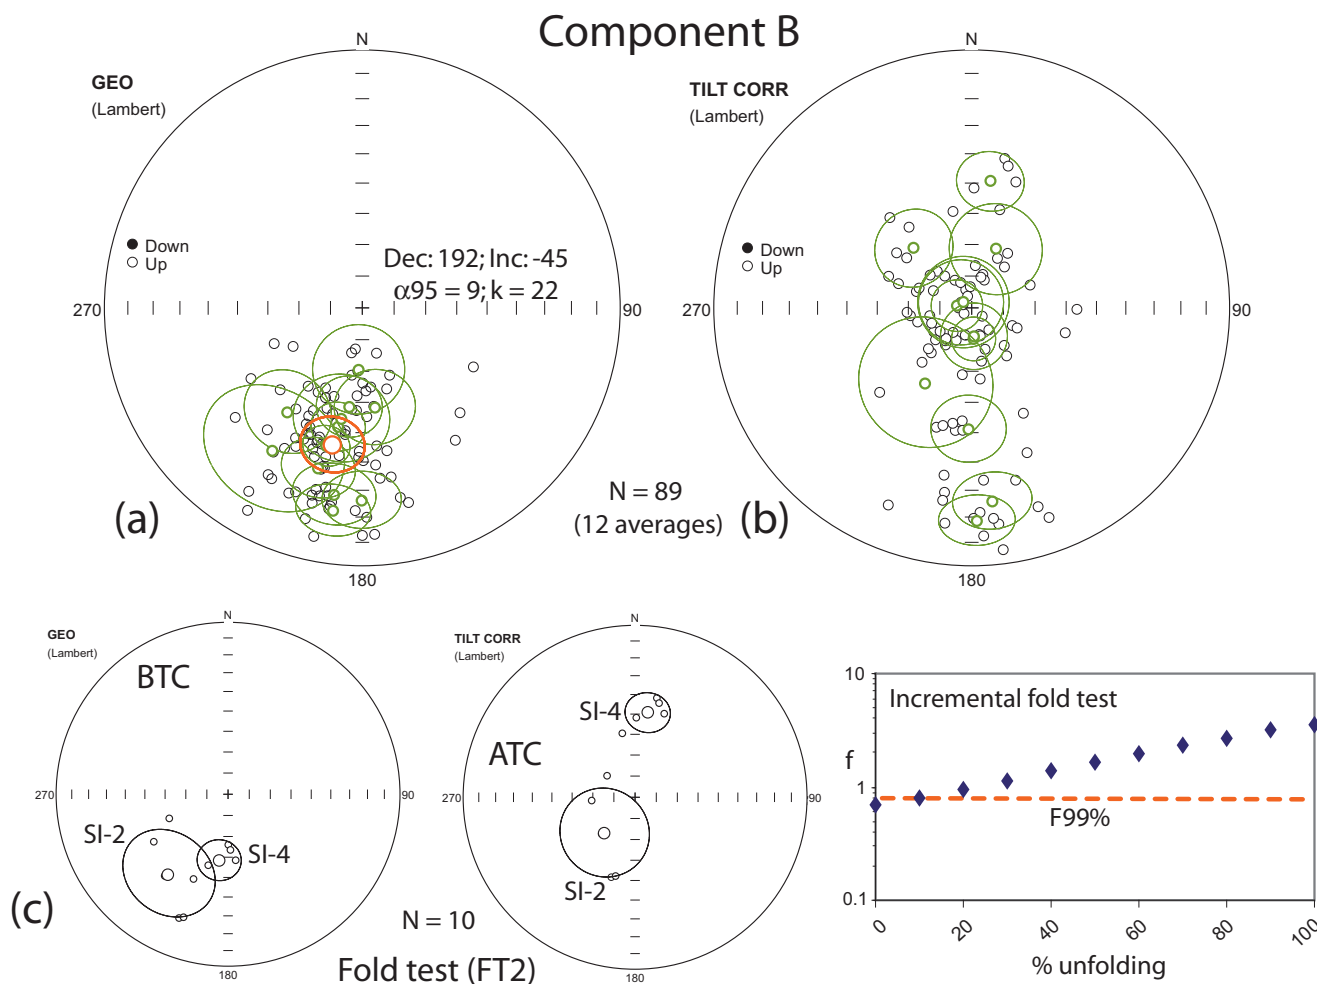 Component B
GEO
(Lambert)
N
Down
Up
Dec: 192; Inc: -45
α95 = 9; k = 22
270
90
180
(a)
N = 89
(12 averages)
TILT CORR
(Lambert)
N
Down
Up
270
90
180
(b)
GEO
(Lambert)
N
BTC
270
90
SI-2
SI-4
180
(c)
N = 10
Fold test (FT2)
TILT CORR
(Lambert)
N
SI-4
ATC
270
90
SI-2
180
Incremental fold test
10
f
1
F99%
0.1
0
20
40
60
80
100
% unfolding